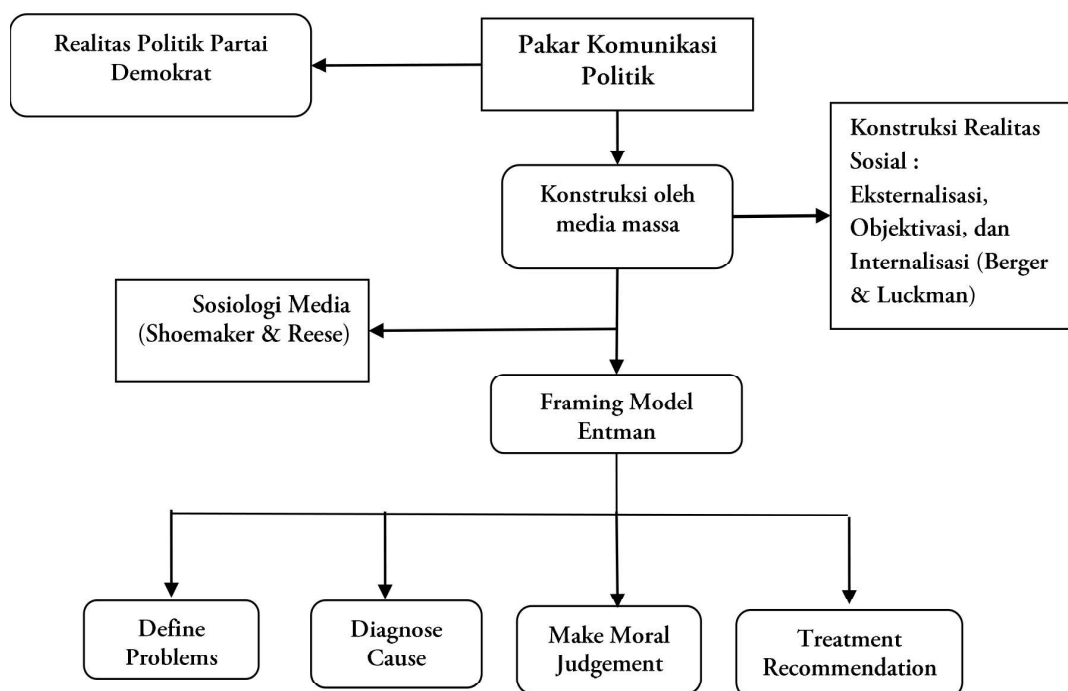 Realitas Politik Partai
Demokrat
Pakar Komunikasi
Politik
Konstruksi Realitas
Sosial :
Eksternalisasi,
Objektivasi, dan
Internalisasi (Berger
& Luckman)
Konstruksi oleh
media massa
Sosiologi Media
(Shoemaker & Reese)
Framing Model
Entman
Define
Problems
Diagnose
Cause
Make Moral
Judgement
Treatment
Recommendation